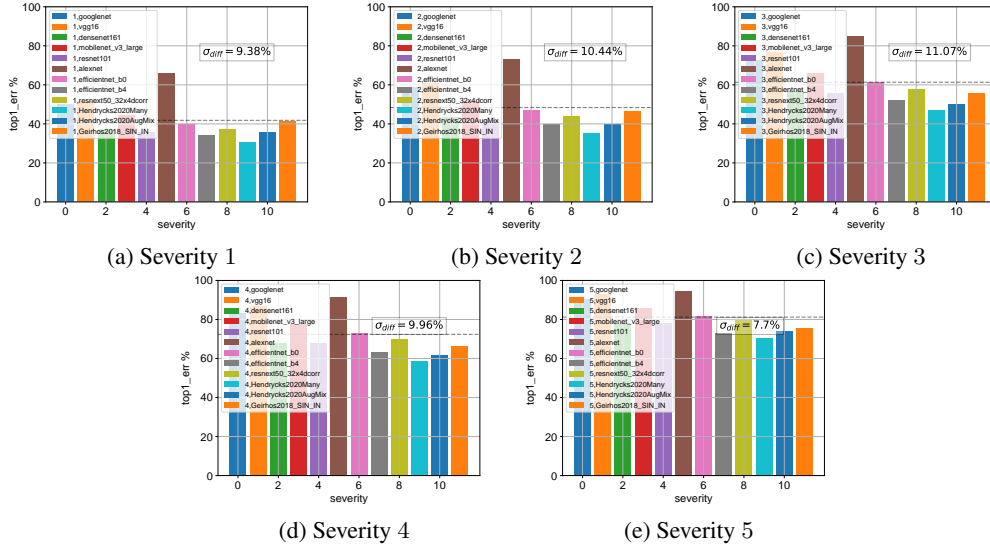 100
80
60
40
20
0
top1_err %
1,googlenet
1,vgg16
1,densenet161
1,mobilenet_v3_large
1,resnet101
1,alexnet
1,efficientnet_b0
1,efficientnet_b4
1,resnext50_32x4dcorr
1,Hendrycks2020Many
1,Hendrycks2020AugMix
1,Geirhos2018_SIN_IN
σdiff = 9.38%
0 2 4 6 8 10
severity
(a) Severity 1
100
80
60
40
20
0
top1_err %
2,googlenet
2,vgg16
2,densenet161
2,mobilenet_v3_large
2,resnet101
2,alexnet
2,efficientnet_b0
2,efficientnet_b4
2,resnext50_32x4dcorr
2,Hendrycks2020Many
2,Hendrycks2020AugMix
2,Geirhos2018_SIN_IN
σdiff = 10.44%
0 2 4 6 8 10
severity
(b) Severity 2
100
80
60
40
20
0
top1_err %
3,googlenet
3,vgg16
3,densenet161
3,mobilenet_v3_large
3,resnet101
3,alexnet
3,efficientnet_b0
3,efficientnet_b4
3,resnext50_32x4dcorr
3,Hendrycks2020Many
3,Hendrycks2020AugMix
3,Geirhos2018_SIN_IN
σdiff = 11.07%
0 2 4 6 8 10
severity
(c) Severity 3
100
80
60
40
20
0
top1_err %
4,googlenet
4,vgg16
4,densenet161
4,mobilenet_v3_large
4,resnet101
4,alexnet
4,efficientnet_b0
4,efficientnet_b4
4,resnext50_32x4dcorr
4,Hendrycks2020Many
4,Hendrycks2020AugMix
4,Geirhos2018_SIN_IN
σdiff = 9.96%
0 2 4 6 8 10
severity
(d) Severity 4
100
80
60
40
20
0
top1_err %
5,googlenet
5,vgg16
5,densenet161
5,mobilenet_v3_large
5,resnet101
5,alexnet
5,efficientnet_b0
5,efficientnet_b4
5,resnext50_32x4dcorr
5,Hendrycks2020Many
5,Hendrycks2020AugMix
5,Geirhos2018_SIN_IN
σdiff = 7.7%
0 2 4 6 8 10
severity
(e) Severity 5